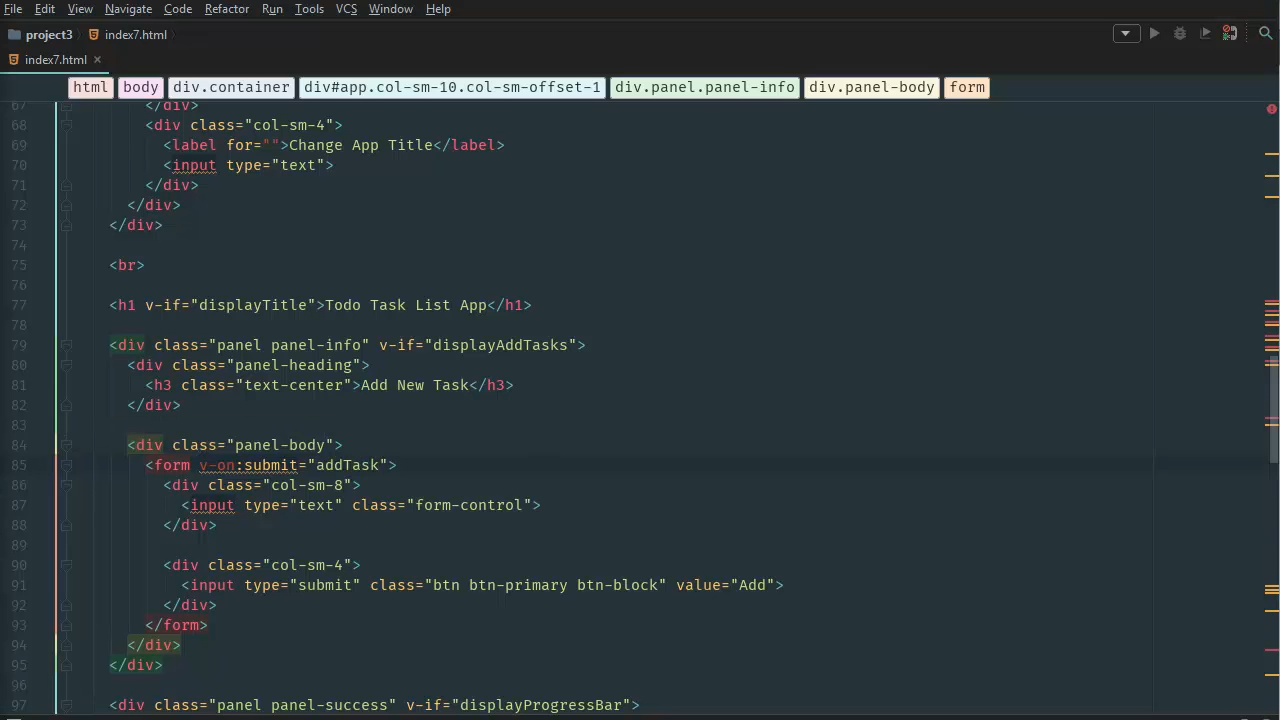 File Edit View Navigate Code Refactor Run Tools VCS Window Help
project3 index7.html
index7.html ×
html body div.container div#app.col-sm-10.col-sm-offset-1 div.panel.panel-info div.panel-body form
67 </div>
68 <div class="col-sm-4">
69 <label for="">Change App Title</label>
70 <input type="text">
71 </div>
72 </div>
73 </div>
74
75 <br>
76
77 <h1 v-if="displayTitle">Todo Task List App</h1>
78
79 <div class="panel panel-info" v-if="displayAddTasks">
80 <div class="panel-heading">
81 <h3 class="text-center">Add New Task</h3>
82 </div>
83
84 <div class="panel-body">
85 <form v-on:submit="addTask">
86 <div class="col-sm-8">
87 <input type="text" class="form-control">
88 </div>
89
90 <div class="col-sm-4">
91 <input type="submit" class="btn btn-primary btn-block" value="Add">
92 </div>
93 </form>
94 </div>
95 </div>
96
97 <div class="panel panel-success" v-if="displayProgressBar">